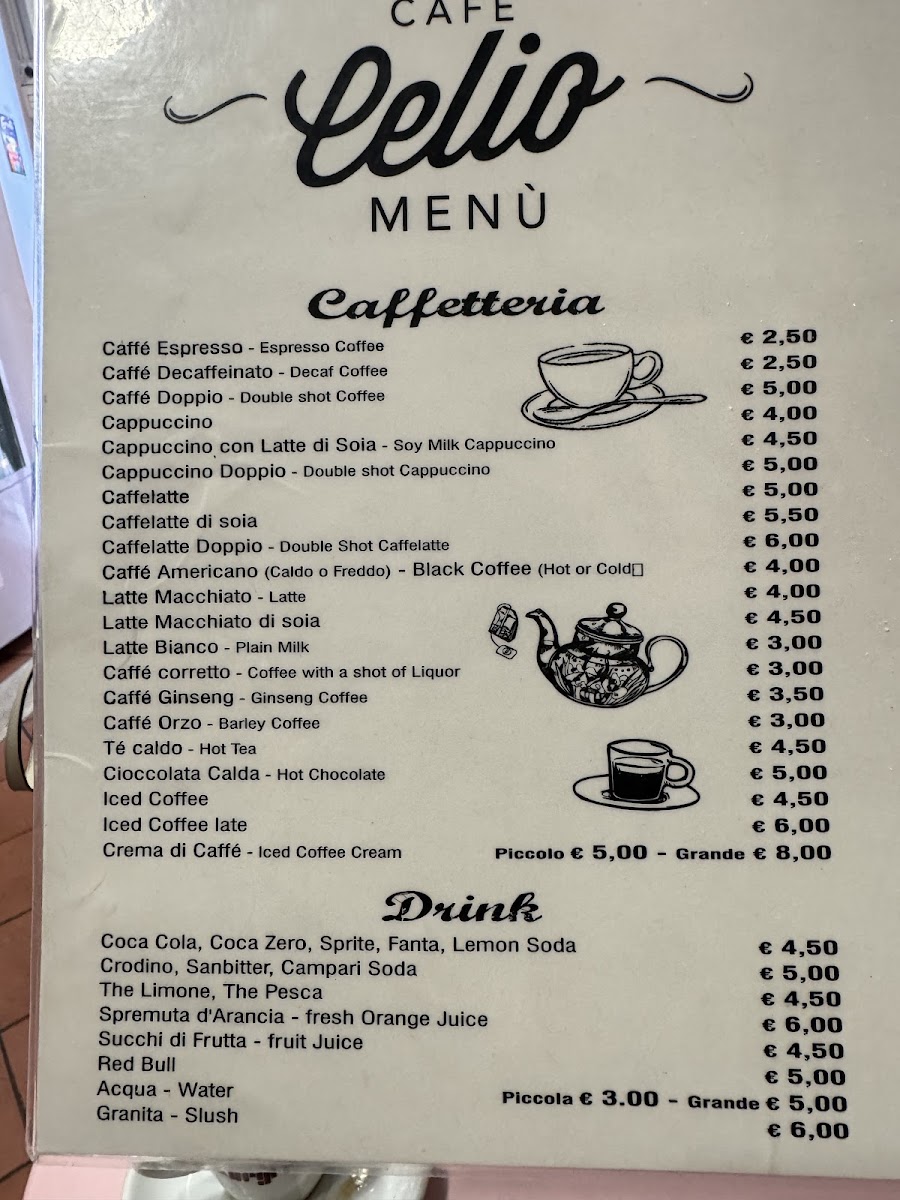 CAFE
Celio
MENÙ
Caffetteria
Caffé Espresso - Espresso Coffee € 2,50
Caffé Decaffeinato - Decaf Coffee € 2,50
Caffé Doppio - Double shot Coffee € 5,00
Cappuccino € 4,00
Cappuccino con Latte di Soia - Soy Milk Cappuccino € 4,50
Cappuccino Doppio - Double shot Cappuccino € 5,00
Caffelatte € 5,00
Caffelatte di soia € 5,50
Caffelatte Doppio - Double Shot Caffelatte € 6,00
Caffé Americano (Caldo o Freddo) - Black Coffee (Hot or Cold▯ € 4,00
Latte Macchiato - Latte € 4,00
Latte Macchiato di soia € 4,50
Latte Bianco - Plain Milk € 3,00
Caffé corretto - Coffee with a shot of Liquor € 3,00
Caffé Ginseng - Ginseng Coffee € 3,50
Caffé Orzo - Barley Coffee € 3,00
Té caldo - Hot Tea € 4,50
Cioccolata Calda - Hot Chocolate € 5,00
Iced Coffee € 4,50
Iced Coffee late € 6,00
Crema di Caffé - Iced Coffee Cream Piccolo € 5,00 - Grande € 8,00
Drink
Coca Cola, Coca Zero, Sprite, Fanta, Lemon Soda € 4,50
Crodino, Sanbitter, Campari Soda € 5,00
The Limone, The Pesca € 4,50
Spremuta d'Arancia - fresh Orange Juice € 6,00
Succhi di Frutta - fruit Juice € 4,50
Red Bull € 5,00
Acqua - Water Piccola € 3.00 - Grande € 5,00
Granita - Slush € 6,00